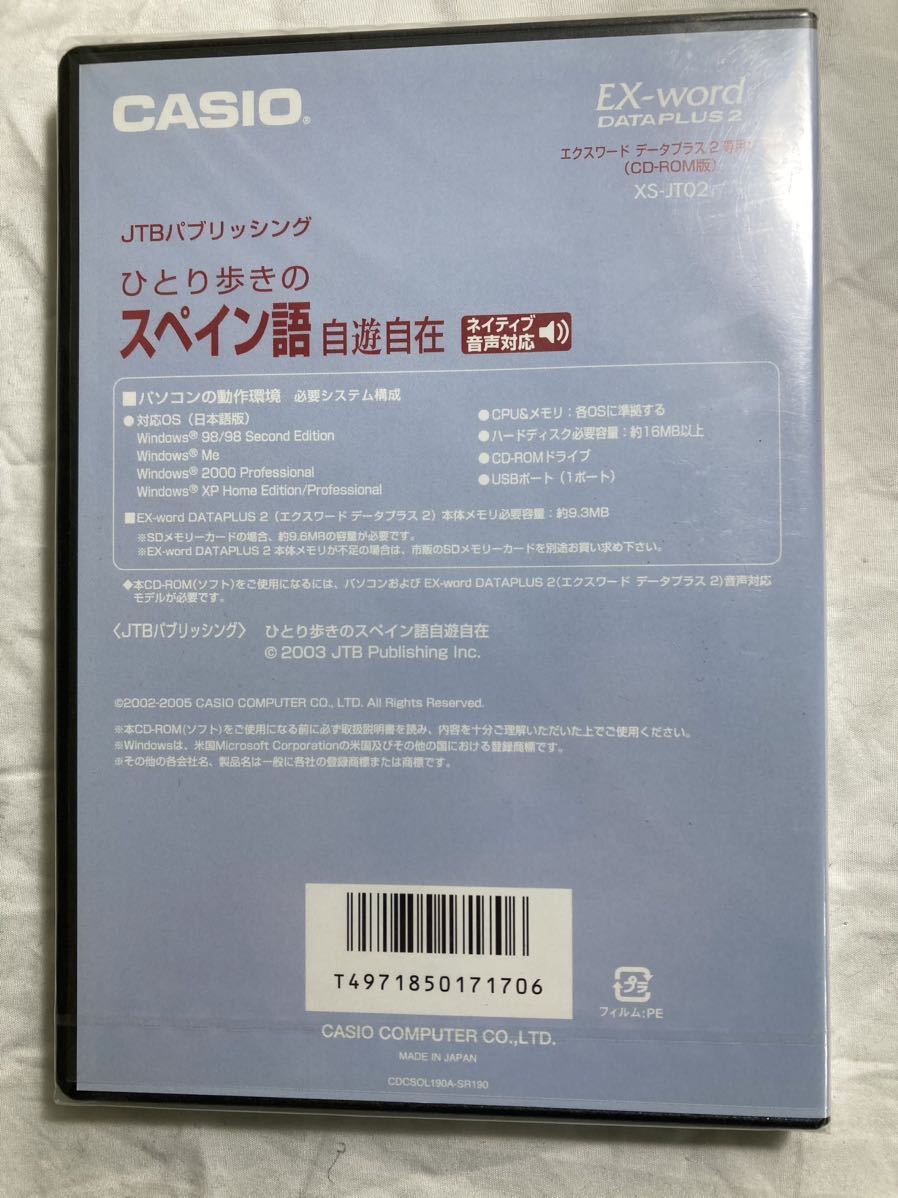 CASIO®
EX-word
DATAPLUS 2
エクスワード データプラス 2 専用
(CD-ROM版)
XS-JT02
JTBパブリッシング
ひとり歩きの
スペイン語 自遊自在
ネイティブ
音声対応
■パソコンの動作環境 必要システム構成
●対応OS(日本語版)
Windows® 98/98 Second Edition
Windows® Me
Windows® 2000 Professional
Windows® XP Home Edition/Professional
●CPU&メモリ:各OSに準拠する
●ハードディスク必要容量:約16MB以上
●CD-ROMドライブ
●USBポート(1ポート)
■EX-word DATAPLUS 2(エクスワード データプラス 2)本体メモリ必要容量:約9.3MB
※SDメモリーカードの場合、約9.6MBの容量が必要です。
※EX-word DATAPLUS 2 本体メモリが不足の場合は、市販のSDメモリーカードを別途お買い求め下さい。
◆本CD-ROM(ソフト)をご使用になるには、パソコンおよび EX-word DATAPLUS 2(エクスワード データプラス 2)音声対応
モデルが必要です。
〈JTBパブリッシング〉 ひとり歩きのスペイン語自遊自在
© 2003 JTB Publishing Inc.
©2002-2005 CASIO COMPUTER CO., LTD. All Rights Reserved.
※本CD-ROM(ソフト)をご使用になる前に必ず取扱説明書を読み、内容を十分ご理解いただいた上でご使用ください。
※Windowsは、米国Microsoft Corporationの米国及びその他の国における登録商標です。
※その他の各会社名、製品名は一般に各社の登録商標または商標です。
T4971850171706
プラ
フィルム:PE
CASIO COMPUTER CO.,LTD.
MADE IN JAPAN
CDCSOL190A-SR190